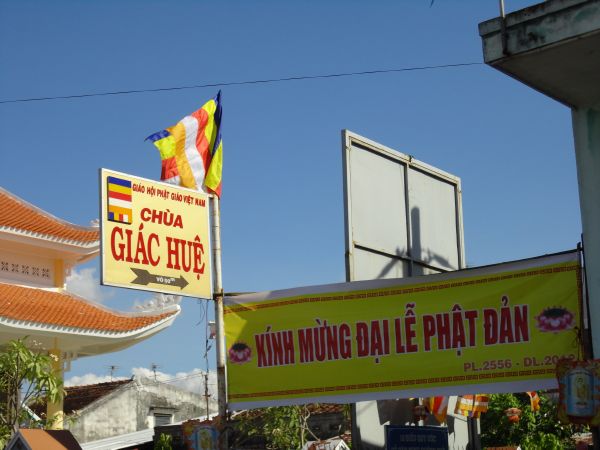 GIÁO HỘI PHẬT GIÁO VIỆT NAM
CHÙA
GIÁC HUỆ
KÍNH MỪNG ĐẠI LỄ PHẬT ĐẢN
PL.2556 - DL.2012